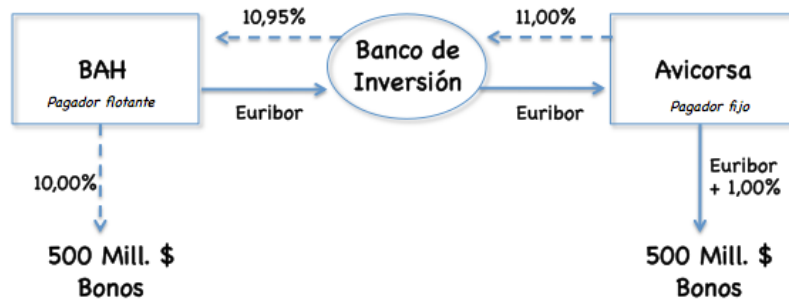 10,95%
11,00%
BAH
Pagador flotante
Banco de
Inversión
Avicorsa
Pagador fijo
Euribor
Euribor
10,00%
Euribor
+ 1,00%
500 Mill. $
Bonos
500 Mill. $
Bonos